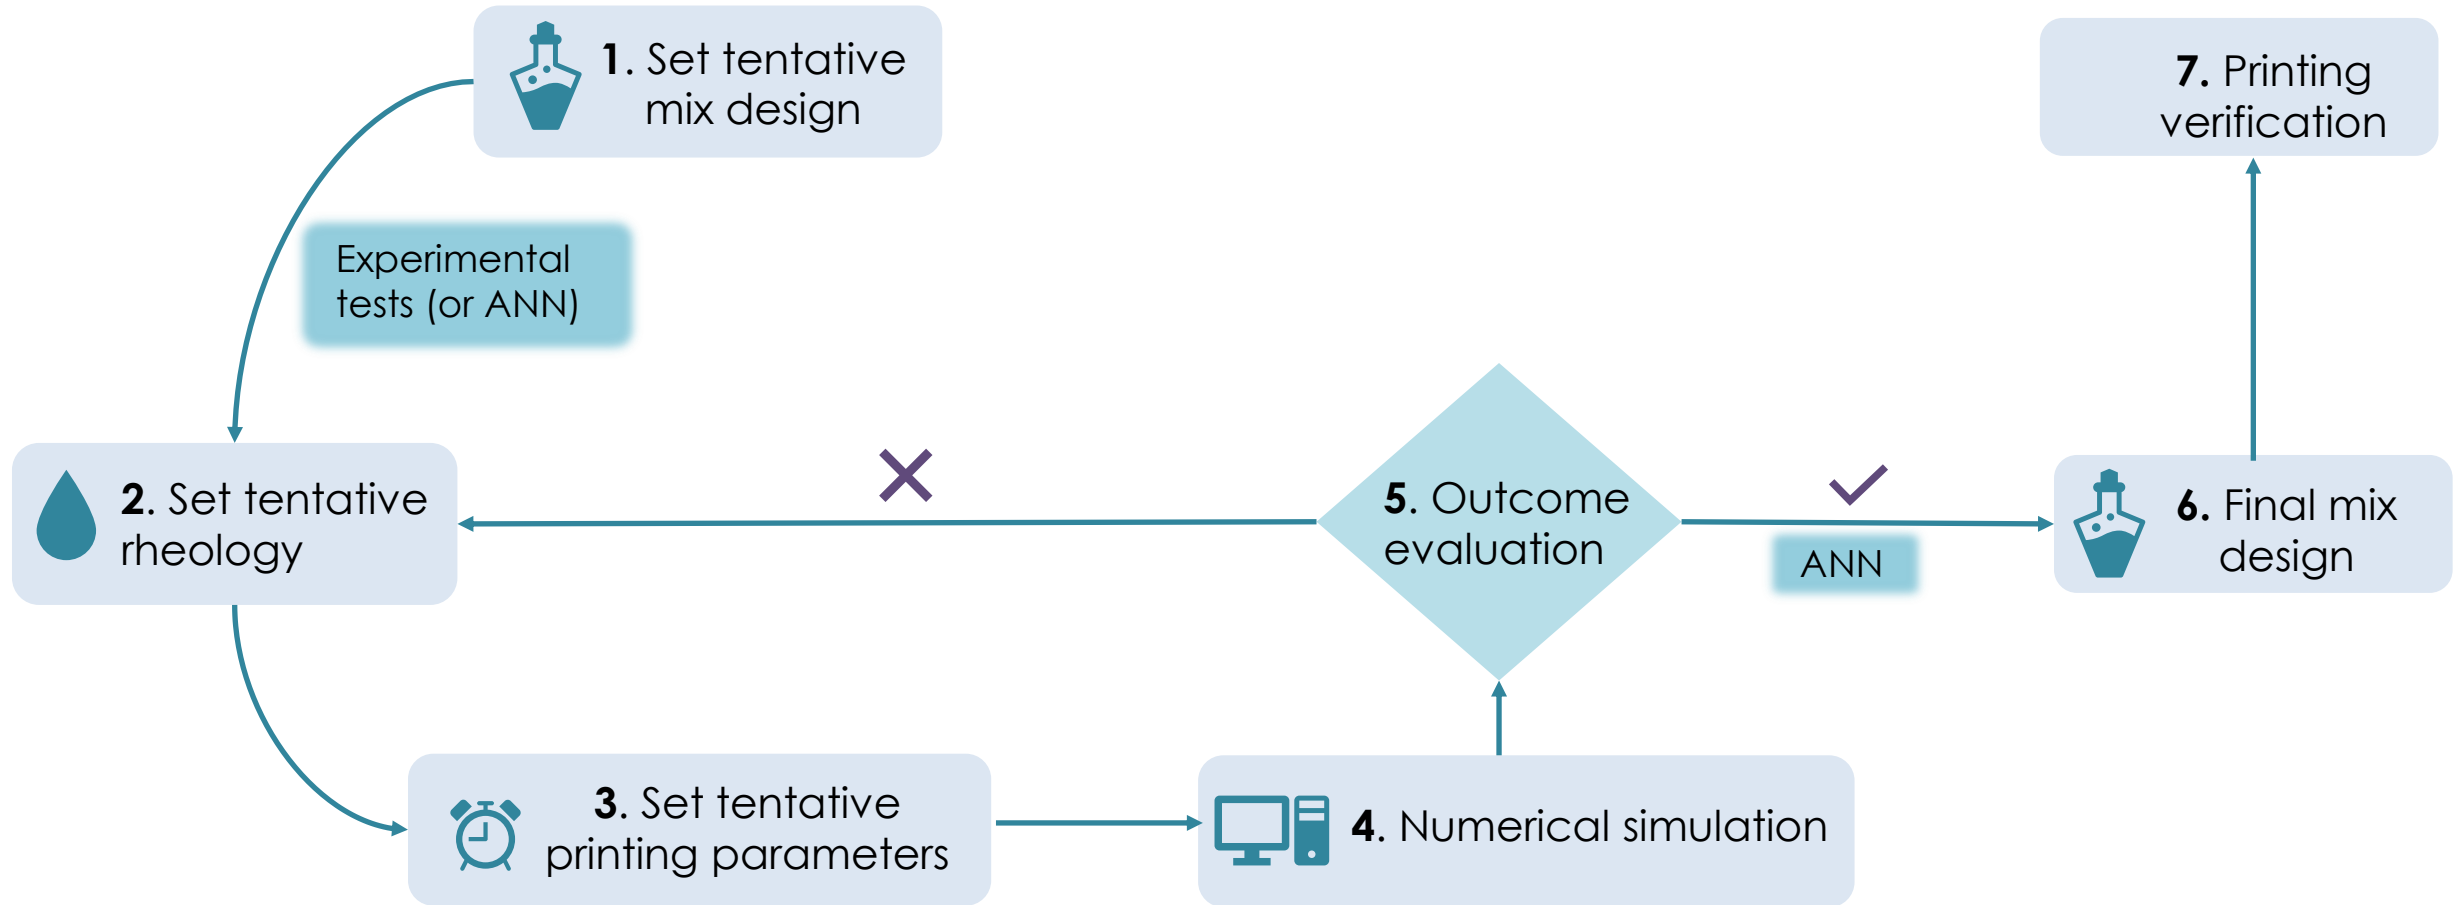 1. Set tentative
mix design
Experimental
tests (or ANN)
2. Set tentative
rheology
3. Set tentative
printing parameters
4. Numerical simulation
5. Outcome
evaluation
ANN
6. Final mix
design
7. Printing
verification